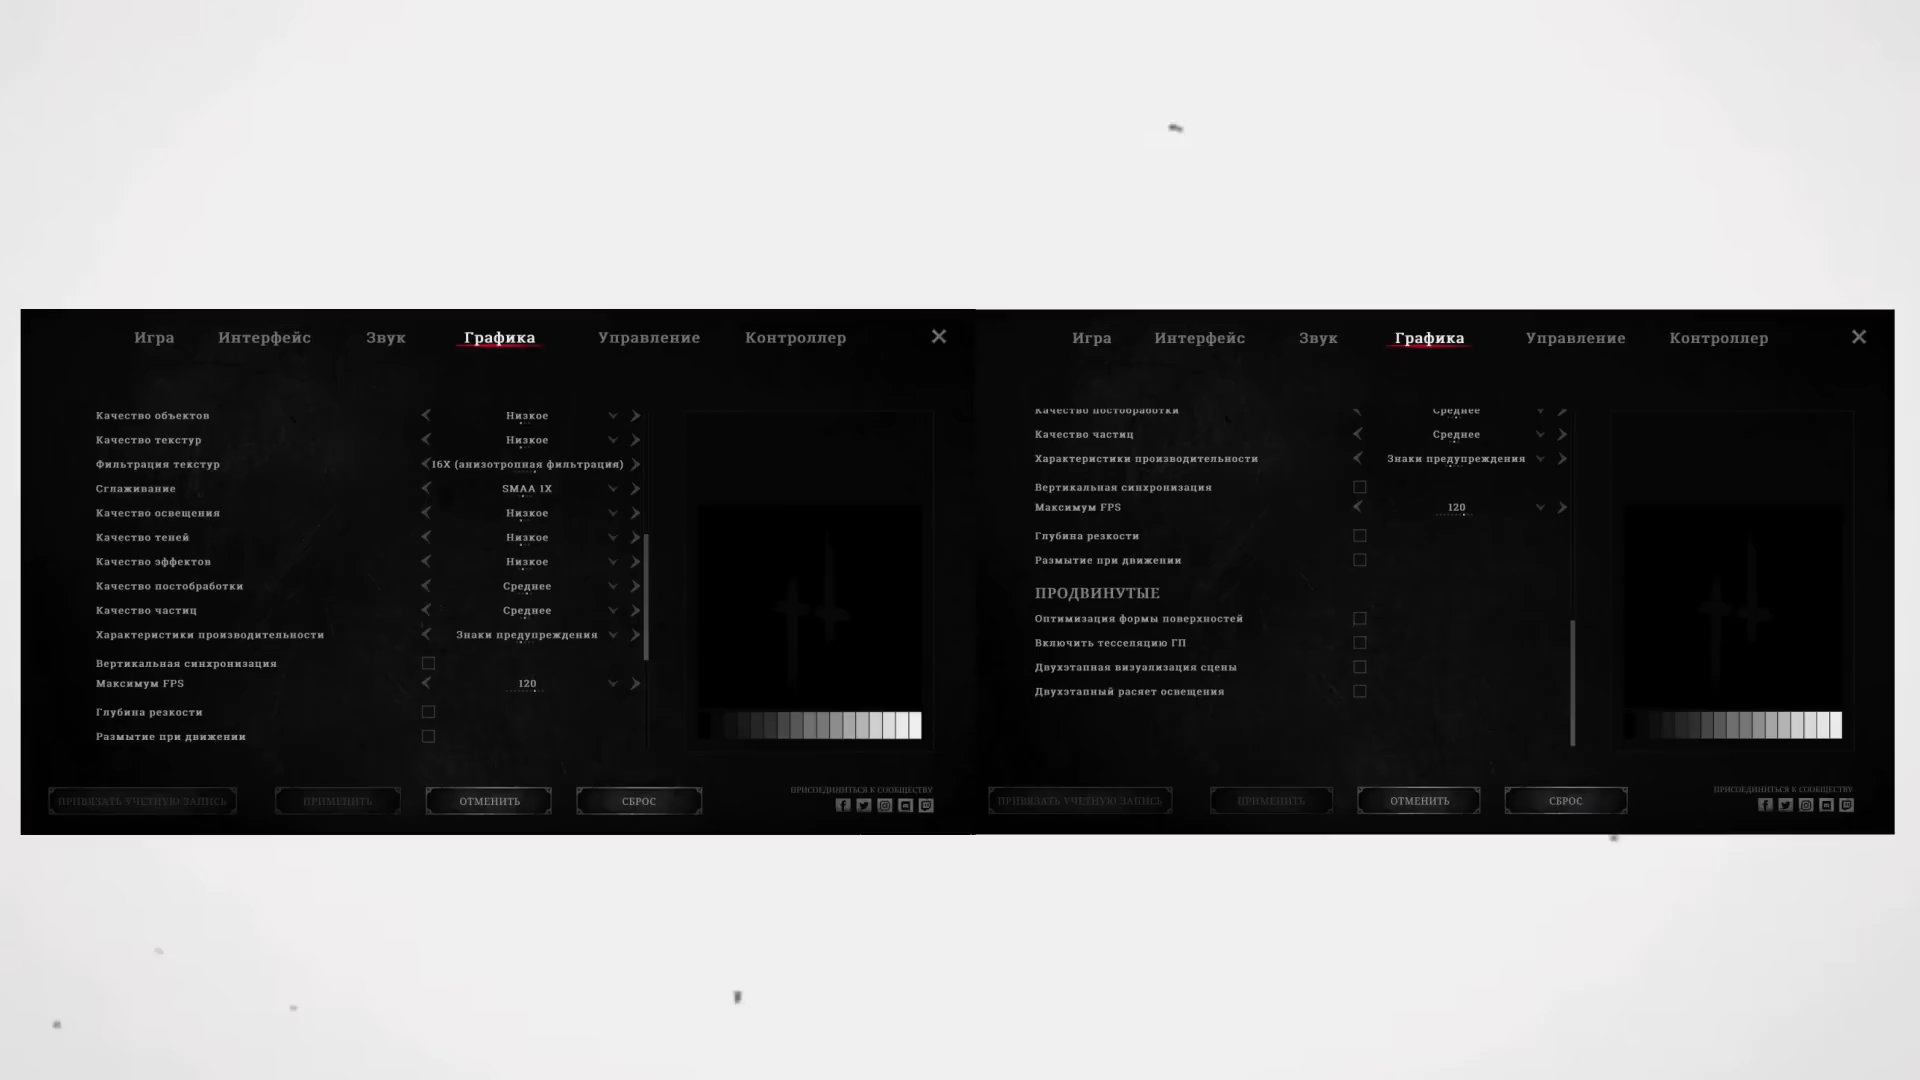 Игра Интерфейс Звук Графика Управление Контроллер
Качество объектов Низкое
Качество текстур Низкое
Фильтрация текстур 16X (анизотропная фильтрация)
Сглаживание SMAA 1X
Качество освещения Низкое
Качество теней Низкое
Качество эффектов Низкое
Качество постобработки Среднее
Качество частиц Среднее
Характеристики производительности Знаки предупреждения
Вертикальная синхронизация
Максимум FPS 120
Глубина резкости
Размытие при движении
ПРИВЯЗАТЬ УЧЕТНУЮ ЗАПИСЬ ПРИМЕНИТЬ ОТМЕНИТЬ СБРОС
ПРИСОЕДИНИТЬСЯ К СООБЩЕСТВУ
Игра Интерфейс Звук Графика Управление Контроллер
Качество постобработки Среднее
Качество частиц Среднее
Характеристики производительности Знаки предупреждения
Вертикальная синхронизация
Максимум FPS 120
Глубина резкости
Размытие при движении
ПРОДВИНУТЫЕ
Оптимизация формы поверхностей
Включить тесселяцию ГП
Двухэтапная визуализация сцены
Двухэтапный расяет освещения
ПРИВЯЗАТЬ УЧЕТНУЮ ЗАПИСЬ ПРИМЕНИТЬ ОТМЕНИТЬ СБРОС
ПРИСОЕДИНИТЬСЯ К СООБЩЕСТВУ